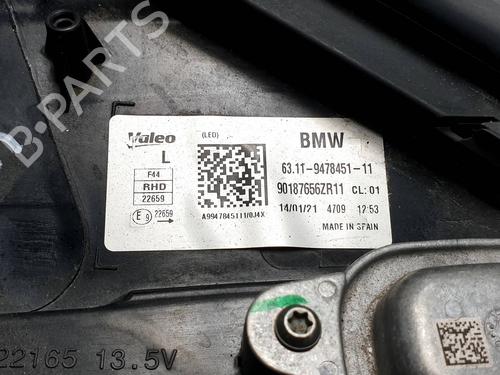 B-Parts
Valeo
(LED)
BMW
L
63.11-9478451-11
F44
RHD
22659
90187656ZR11 CL:01
14/01/21 4709 12:53
E9 22659
A9947845111/0J4X
MADE IN SPAIN
22165 13.5V